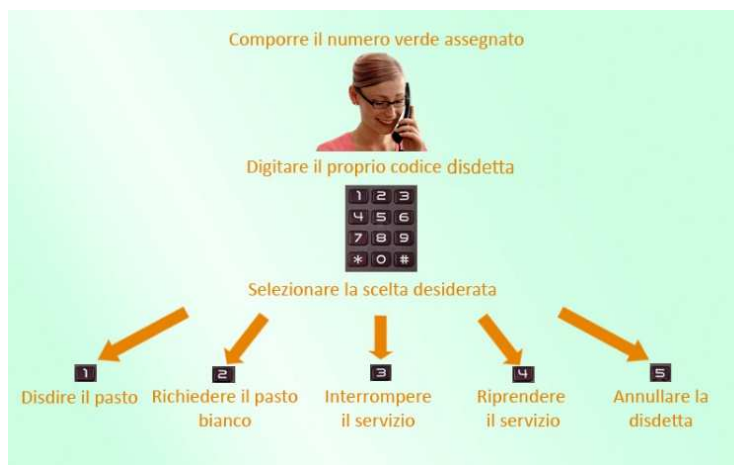 Comporre il numero verde assegnato
Digitare il proprio codice disdetta
1 2 3
4 5 6
7 8 9
* 0 #
Selezionare la scelta desiderata
1
Disdire il pasto
2
Richiedere il pasto
bianco
3
Interrompere
il servizio
4
Riprendere
il servizio
5
Annullare la
disdetta